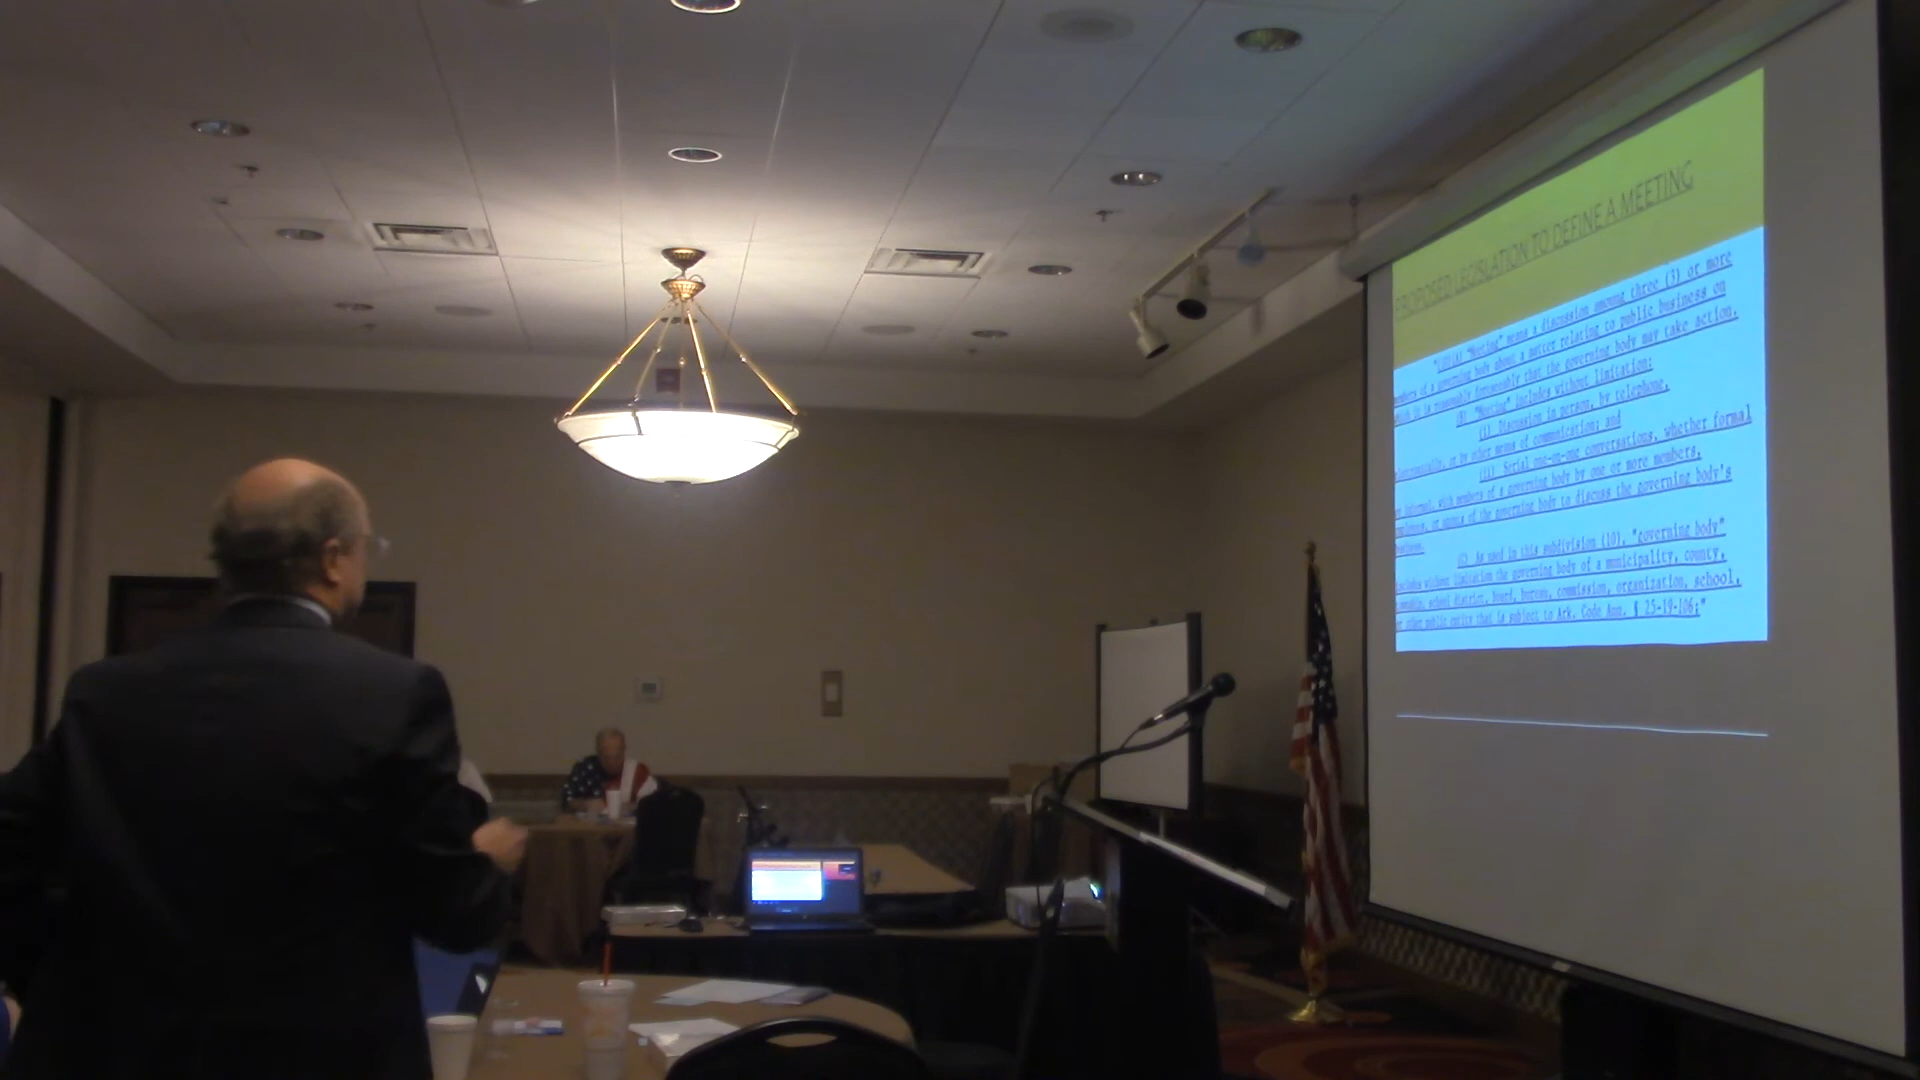 PROPOSED LEGISLATION TO DEFINE A MEETING
"(10)(A) "Meeting" means a discussion among three (3) or more
members of a governing body about a matter relating to public business on
which it is reasonably foreseeable that the governing body may take action.
(B) "Meeting" includes without limitation:
(i) Discussion in person, by telephone,
electronically, or by other means of communication; and
(ii) Serial one-on-one conversations, whether formal
or informal, with members of a governing body by one or more members,
employees, or agents of the governing body to discuss the governing body's
business.
(C) As used in this subdivision (10), "governing body"
includes without limitation the governing body of a municipality, county,
township, school district, board, bureau, commission, organization, school,
or other public entity that is subject to Ark. Code Ann. § 25-19-106;"